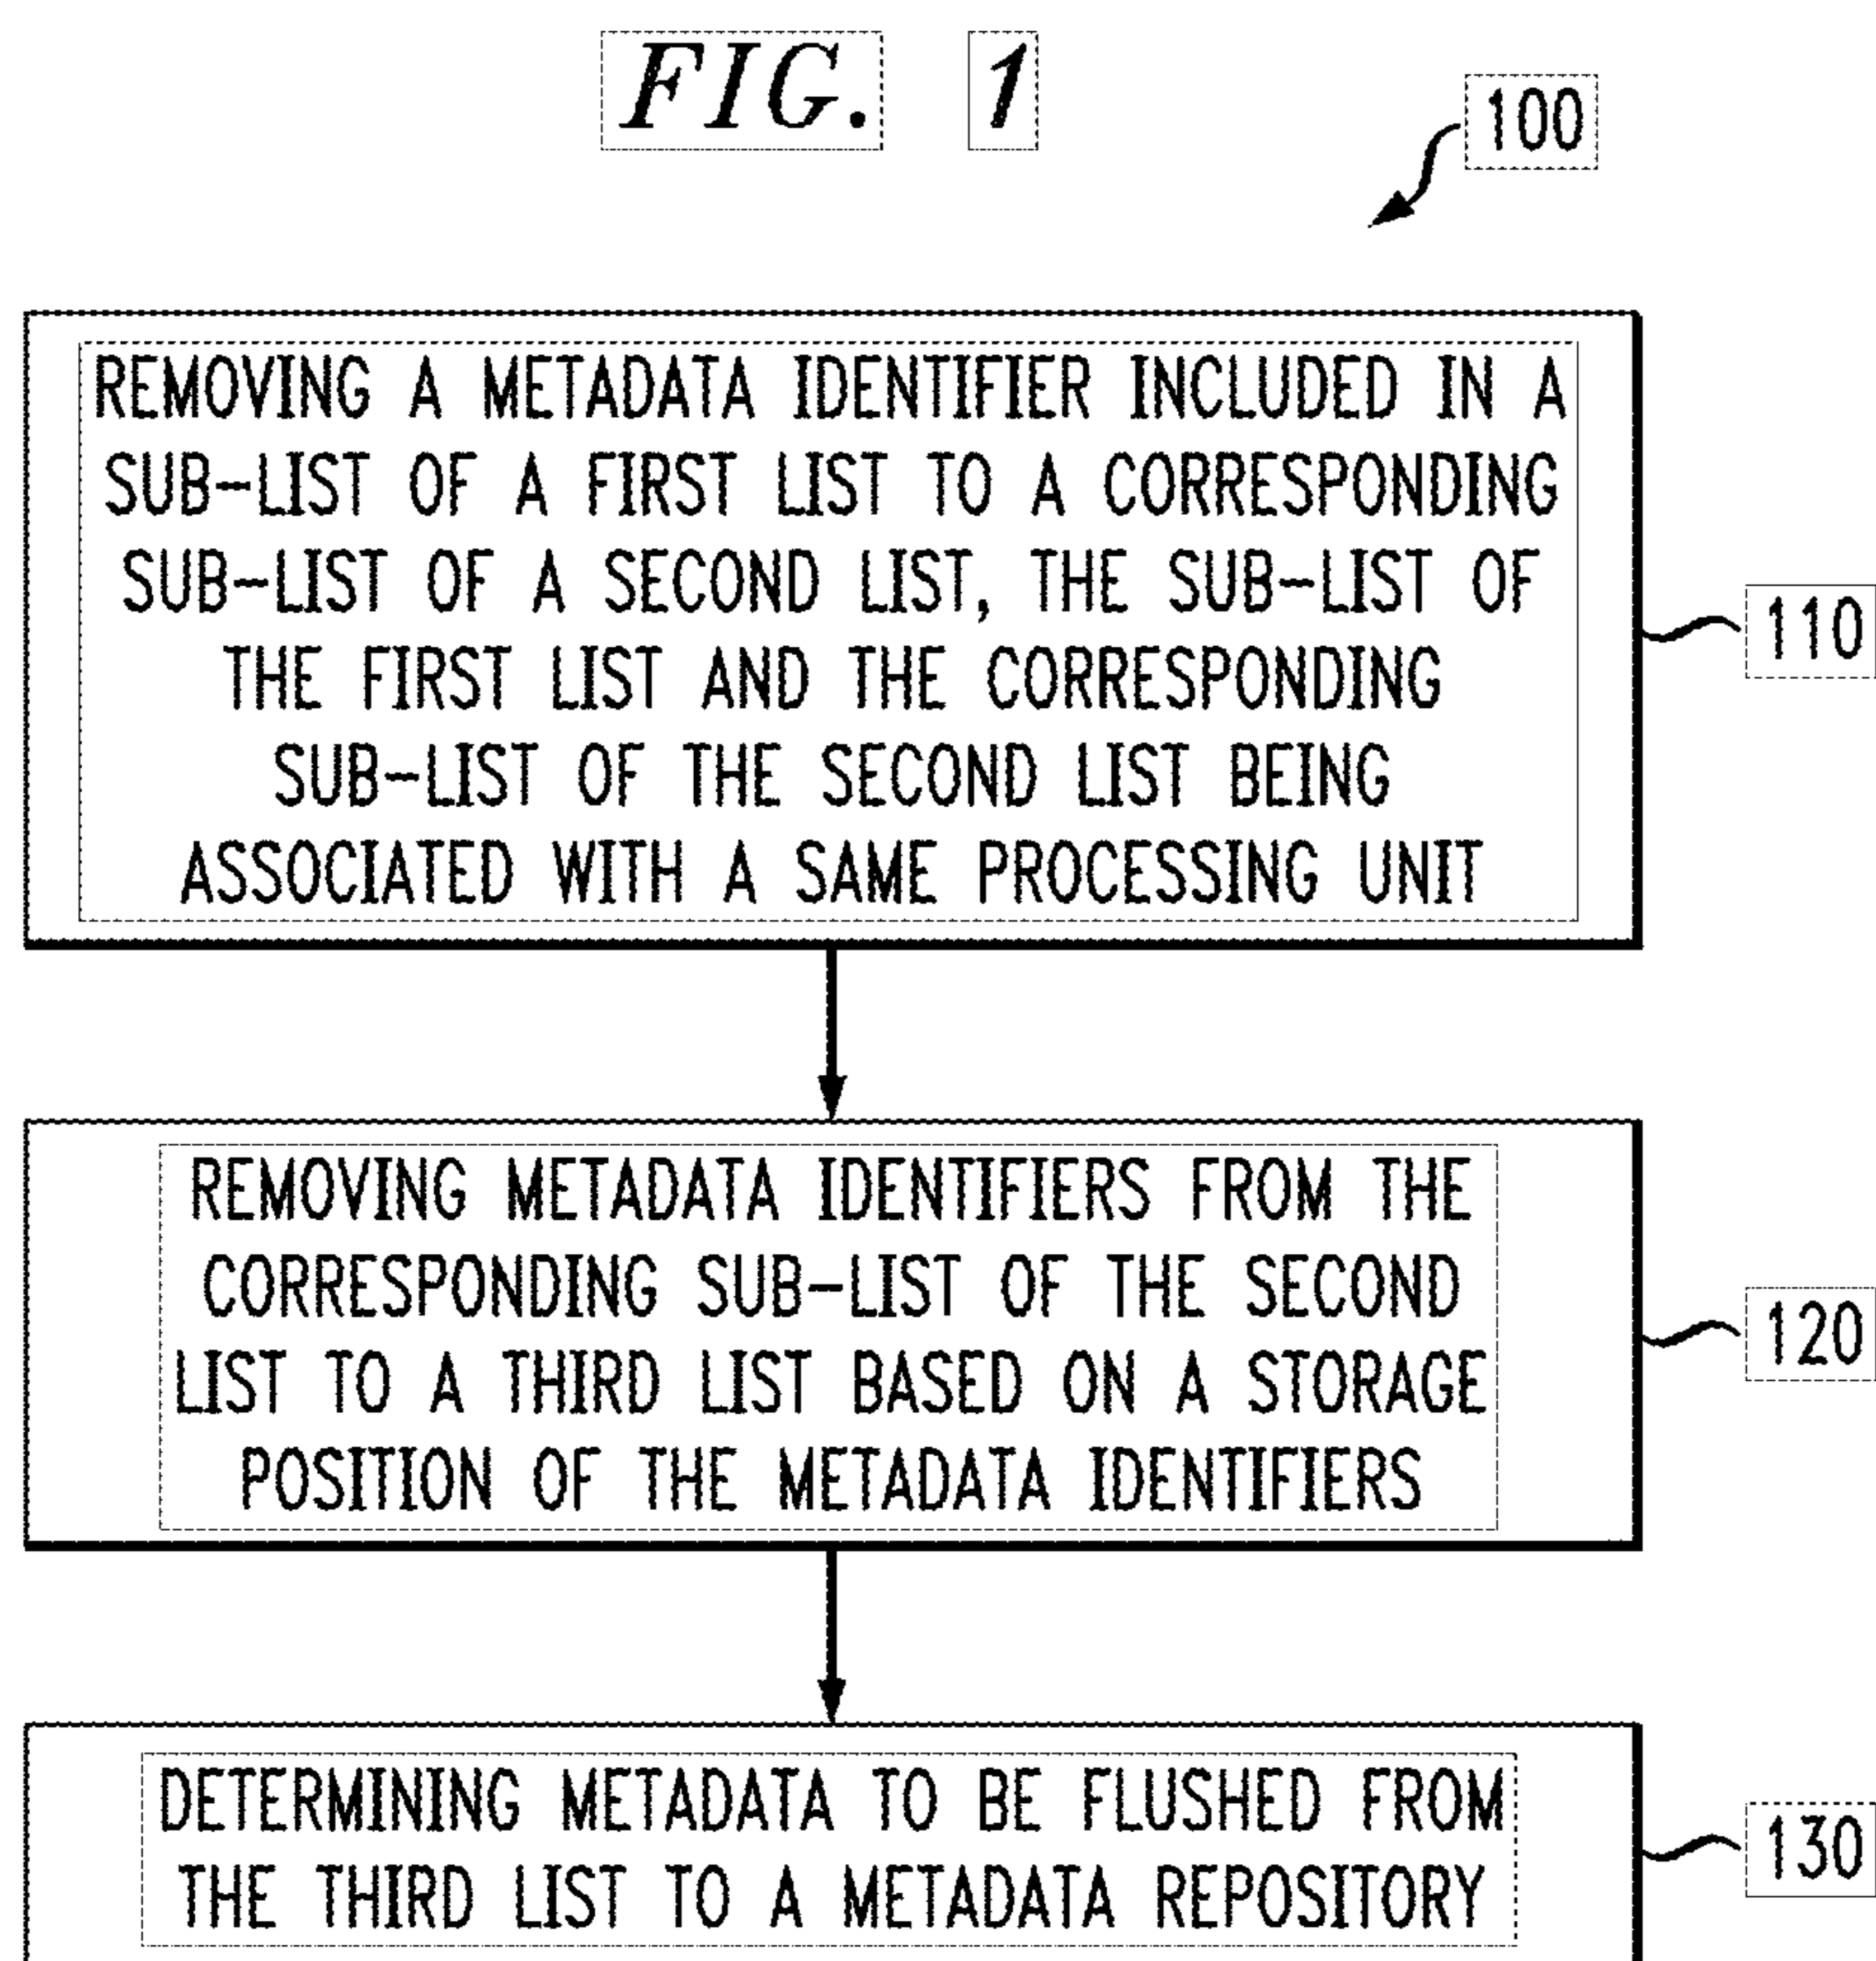 FIG. 1
100
REMOVING A METADATA IDENTIFIER INCLUDED IN A
SUB-LIST OF A FIRST LIST TO A CORRESPONDING
SUB-LIST OF A SECOND LIST, THE SUB-LIST OF
THE FIRST LIST AND THE CORRESPONDING
SUB-LIST OF THE SECOND LIST BEING
ASSOCIATED WITH A SAME PROCESSING UNIT
110
REMOVING METADATA IDENTIFIERS FROM THE
CORRESPONDING SUB-LIST OF THE SECOND
LIST TO A THIRD LIST BASED ON A STORAGE
POSITION OF THE METADATA IDENTIFIERS
120
DETERMINING METADATA TO BE FLUSHED FROM
THE THIRD LIST TO A METADATA REPOSITORY
130